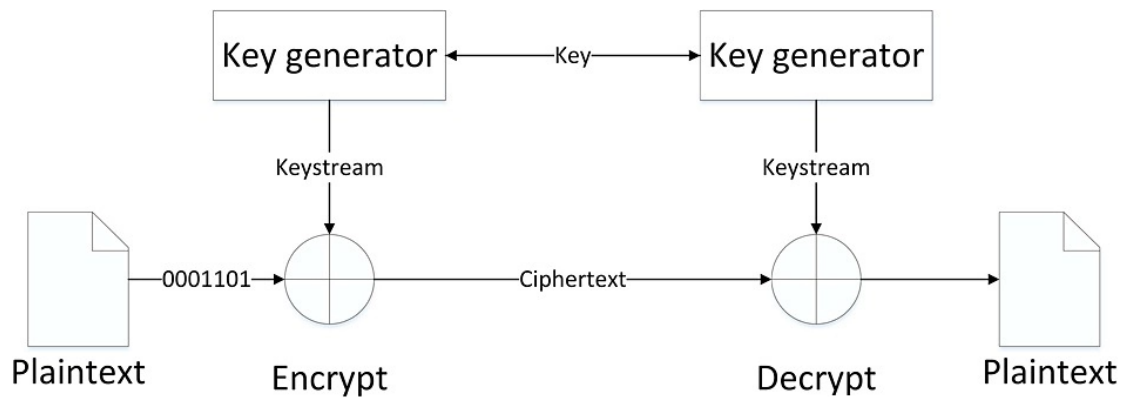 Key generator
Key
Key generator
Keystream
Keystream
0001101
Ciphertext
Plaintext
Encrypt
Decrypt
Plaintext